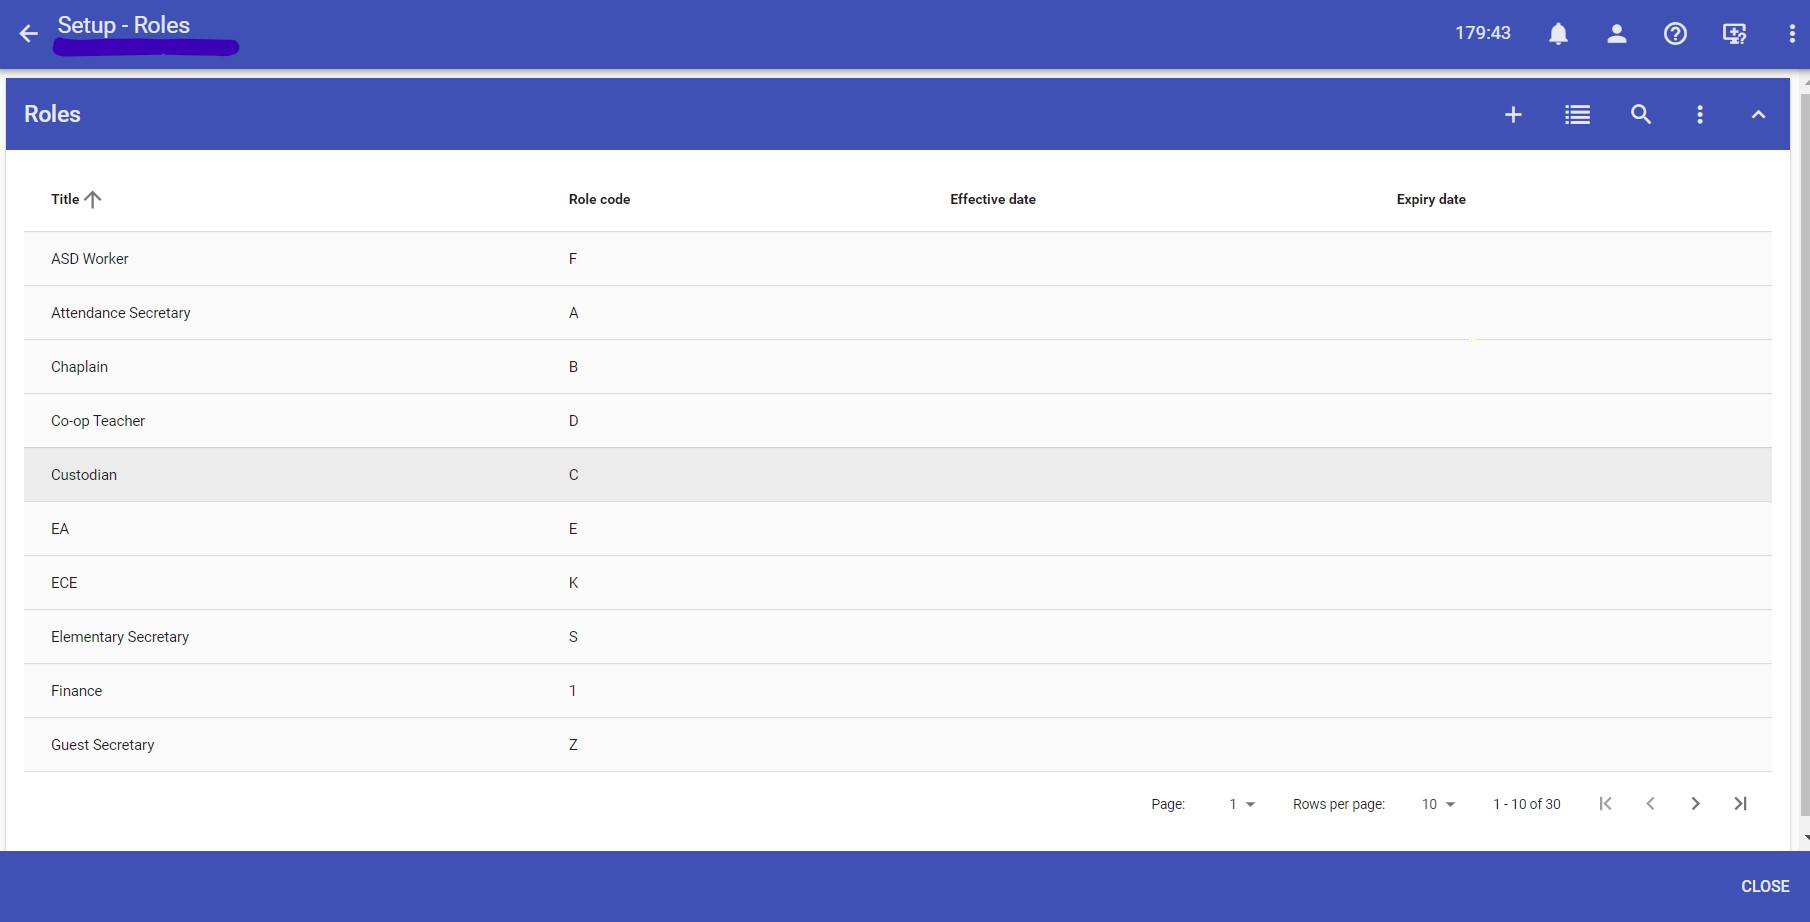 Setup - Roles
179:43
Roles
Title Role code Effective date Expiry date
ASD Worker F
Attendance Secretary A
Chaplain B
Co-op Teacher D
Custodian C
EA E
ECE K
Elementary Secretary S
Finance 1
Guest Secretary Z
Page: 1 Rows per page: 10 1 - 10 of 30
CLOSE